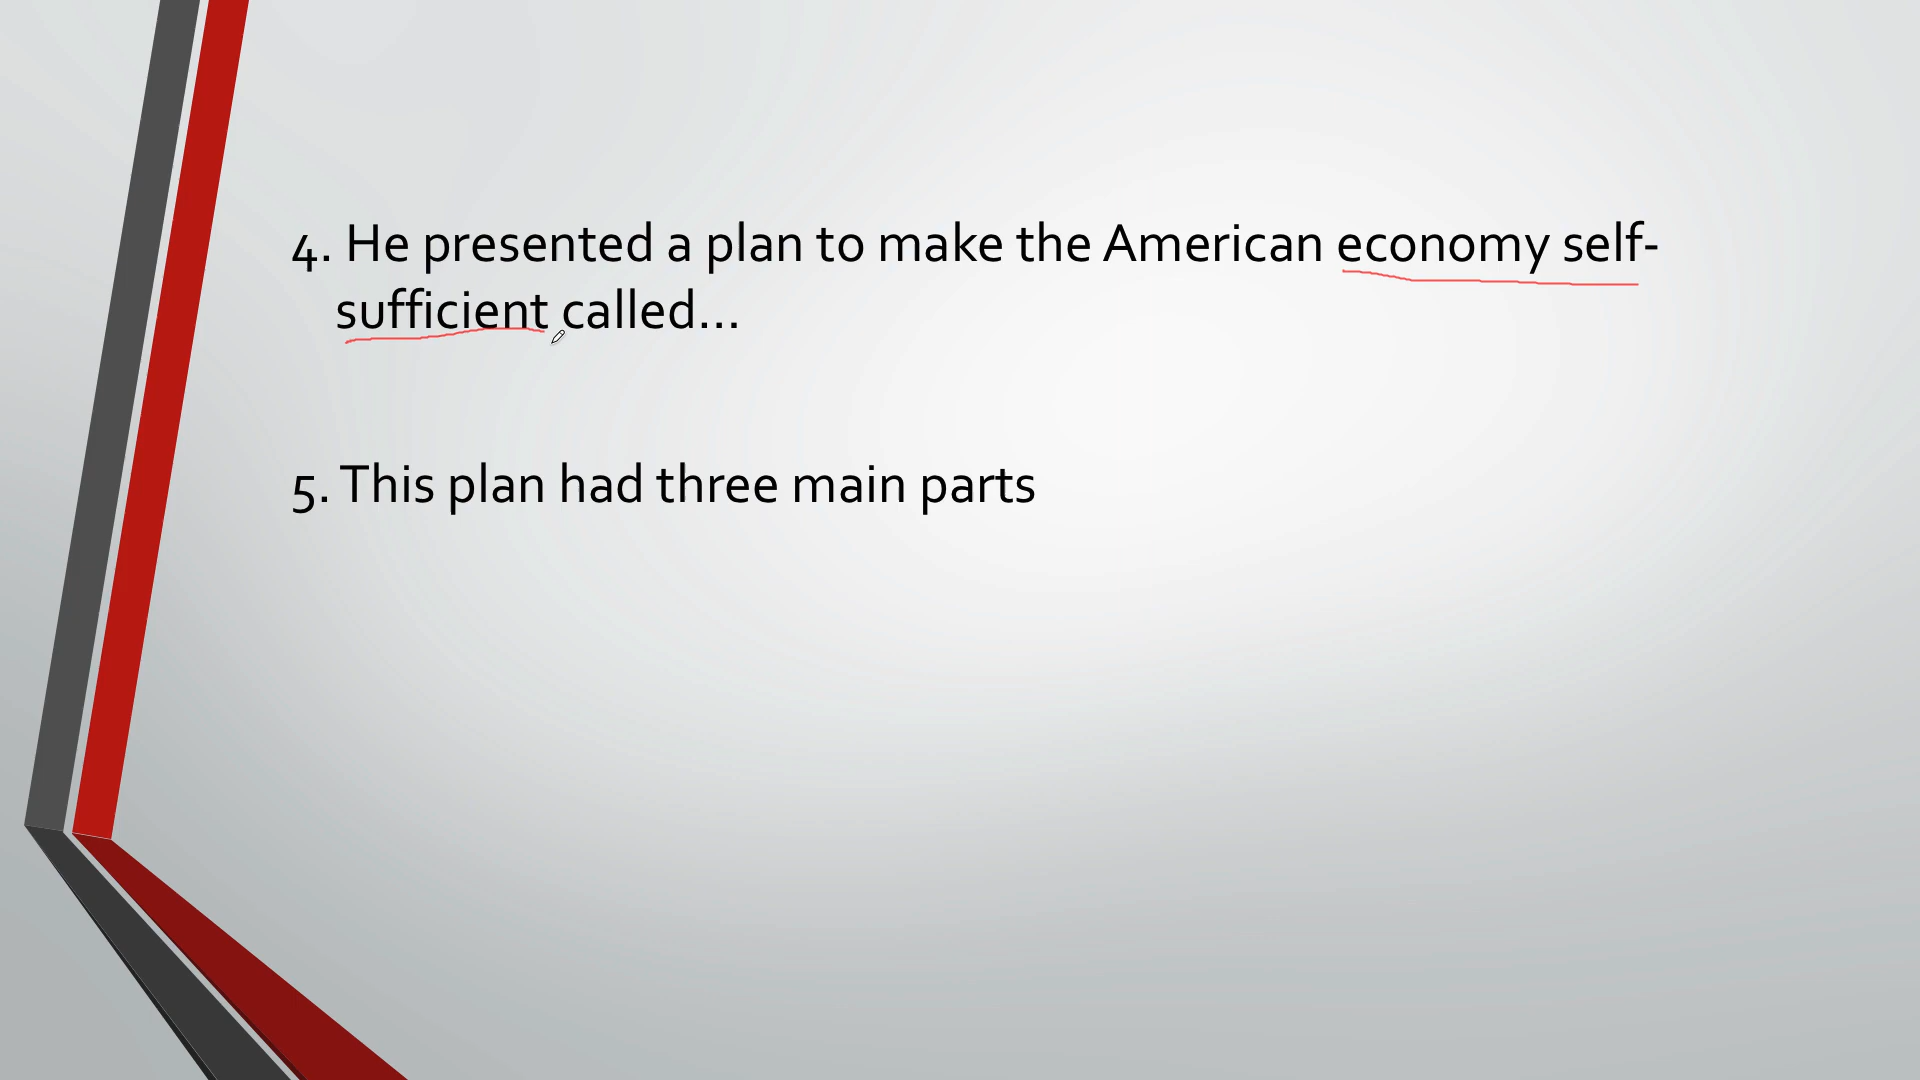 4. He presented a plan to make the American economy self-
sufficient called...
5. This plan had three main parts